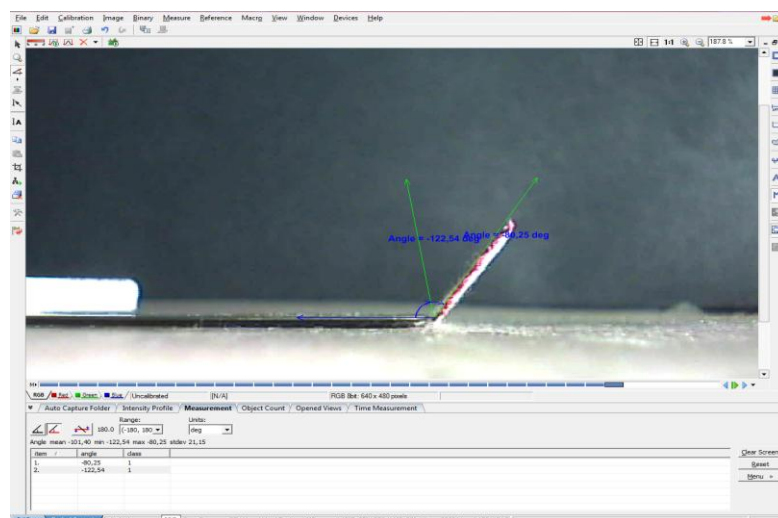 File Edit Calibration Image Binary Measure Reference Macro View Window Devices Help
1:1 187.8 %
Angle = -122,54 deg
Angle = -80,25 deg
RGB Red Green Blue Uncalibrated [N/A] RGB 8bit: 640 x 480 pixels
Auto Capture Folder Intensity Profile Measurement Object Count Opened Views Time Measurement
Range: Units:
180.0 (-180, 180 deg
Angle mean -101,40 min -122,54 max -80,25 stdev 21,15
item / angle class
1. -80,25 1
2. -122,54 1
Clear Screen
Reset
Menu